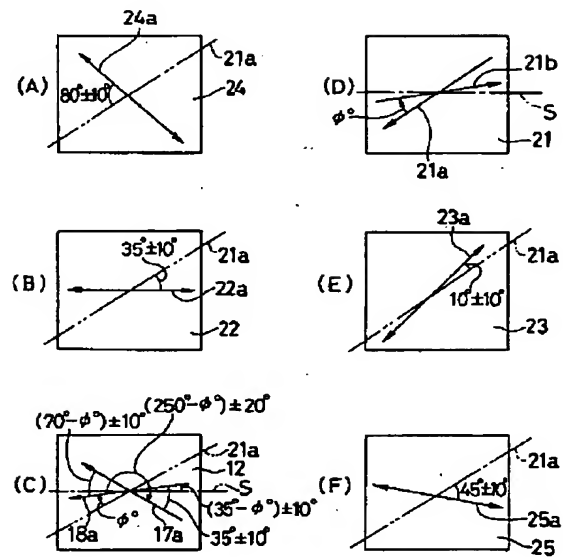 (A)
24a
21a
80°±10°
24
(D)
21b
S
φ°
21a
21
(B)
35°±10°
21a
22a
22
(E)
23a
21a
10°±10°
23
(C)
(70°-φ°)±10°
(250°-φ°)±20°
21a
12
S
(35°-φ°)±10°
φ°
18a
17a
35°±10°
(F)
21a
45°±10°
25a
25